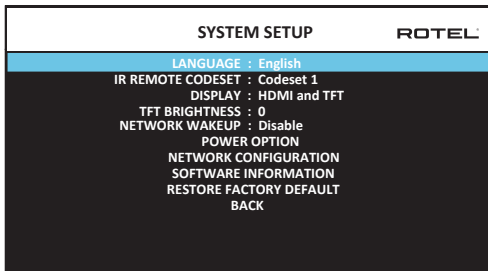 SYSTEM SETUP ROTEL
LANGUAGE : English
IR REMOTE CODESET : Codeset 1
DISPLAY : HDMI and TFT
TFT BRIGHTNESS : 0
NETWORK WAKEUP : Disable
POWER OPTION
NETWORK CONFIGURATION
SOFTWARE INFORMATION
RESTORE FACTORY DEFAULT
BACK